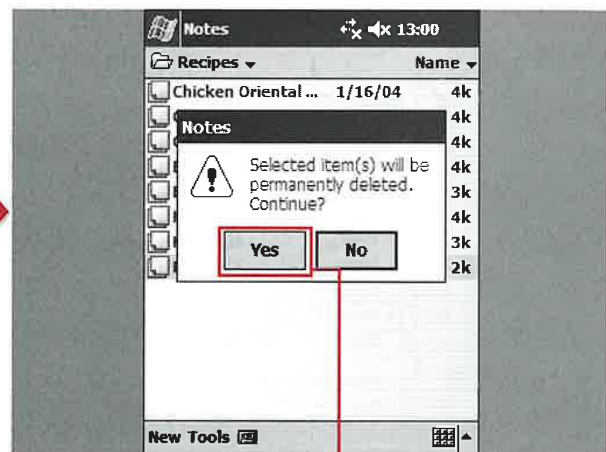 Notes 13:00
Recipes Name
Chicken Oriental ... 1/16/04 4k
4k
Notes
4k
Selected item(s) will be
4k
permanently deleted.
3k
Continue?
4k
3k
Yes No
2k
New Tools